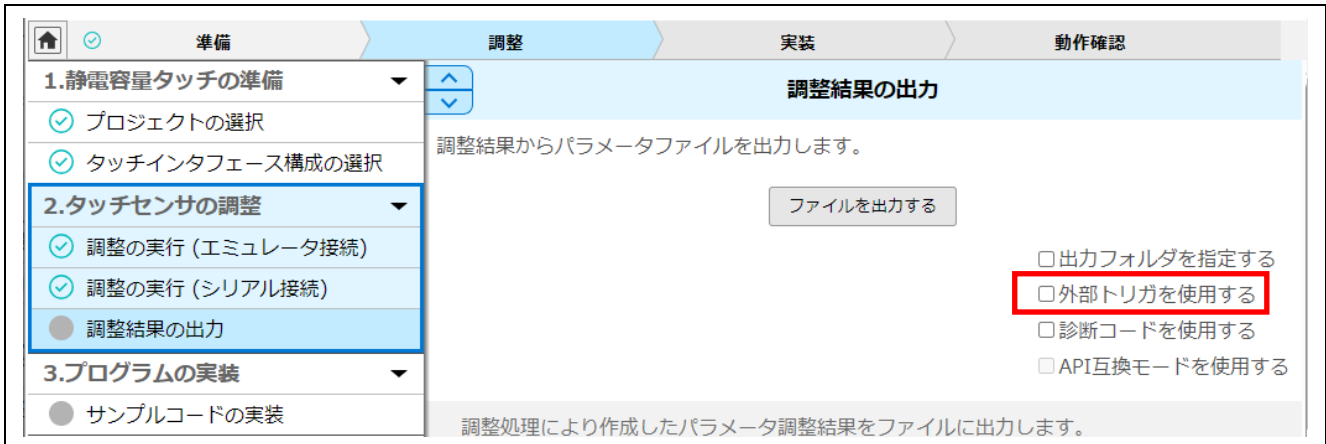 準備
調整
実装
動作確認
1.静電容量タッチの準備
プロジェクトの選択
タッチインタフェース構成の選択
2.タッチセンサの調整
調整の実行 (エミュレータ接続)
調整の実行 (シリアル接続)
調整結果の出力
3.プログラムの実装
サンプルコードの実装
調整結果の出力
調整結果からパラメータファイルを出力します。
ファイルを出力する
出力フォルダを指定する
外部トリガを使用する
診断コードを使用する
API互換モードを使用する
調整処理により作成したパラメータ調整結果をファイルに出力します。